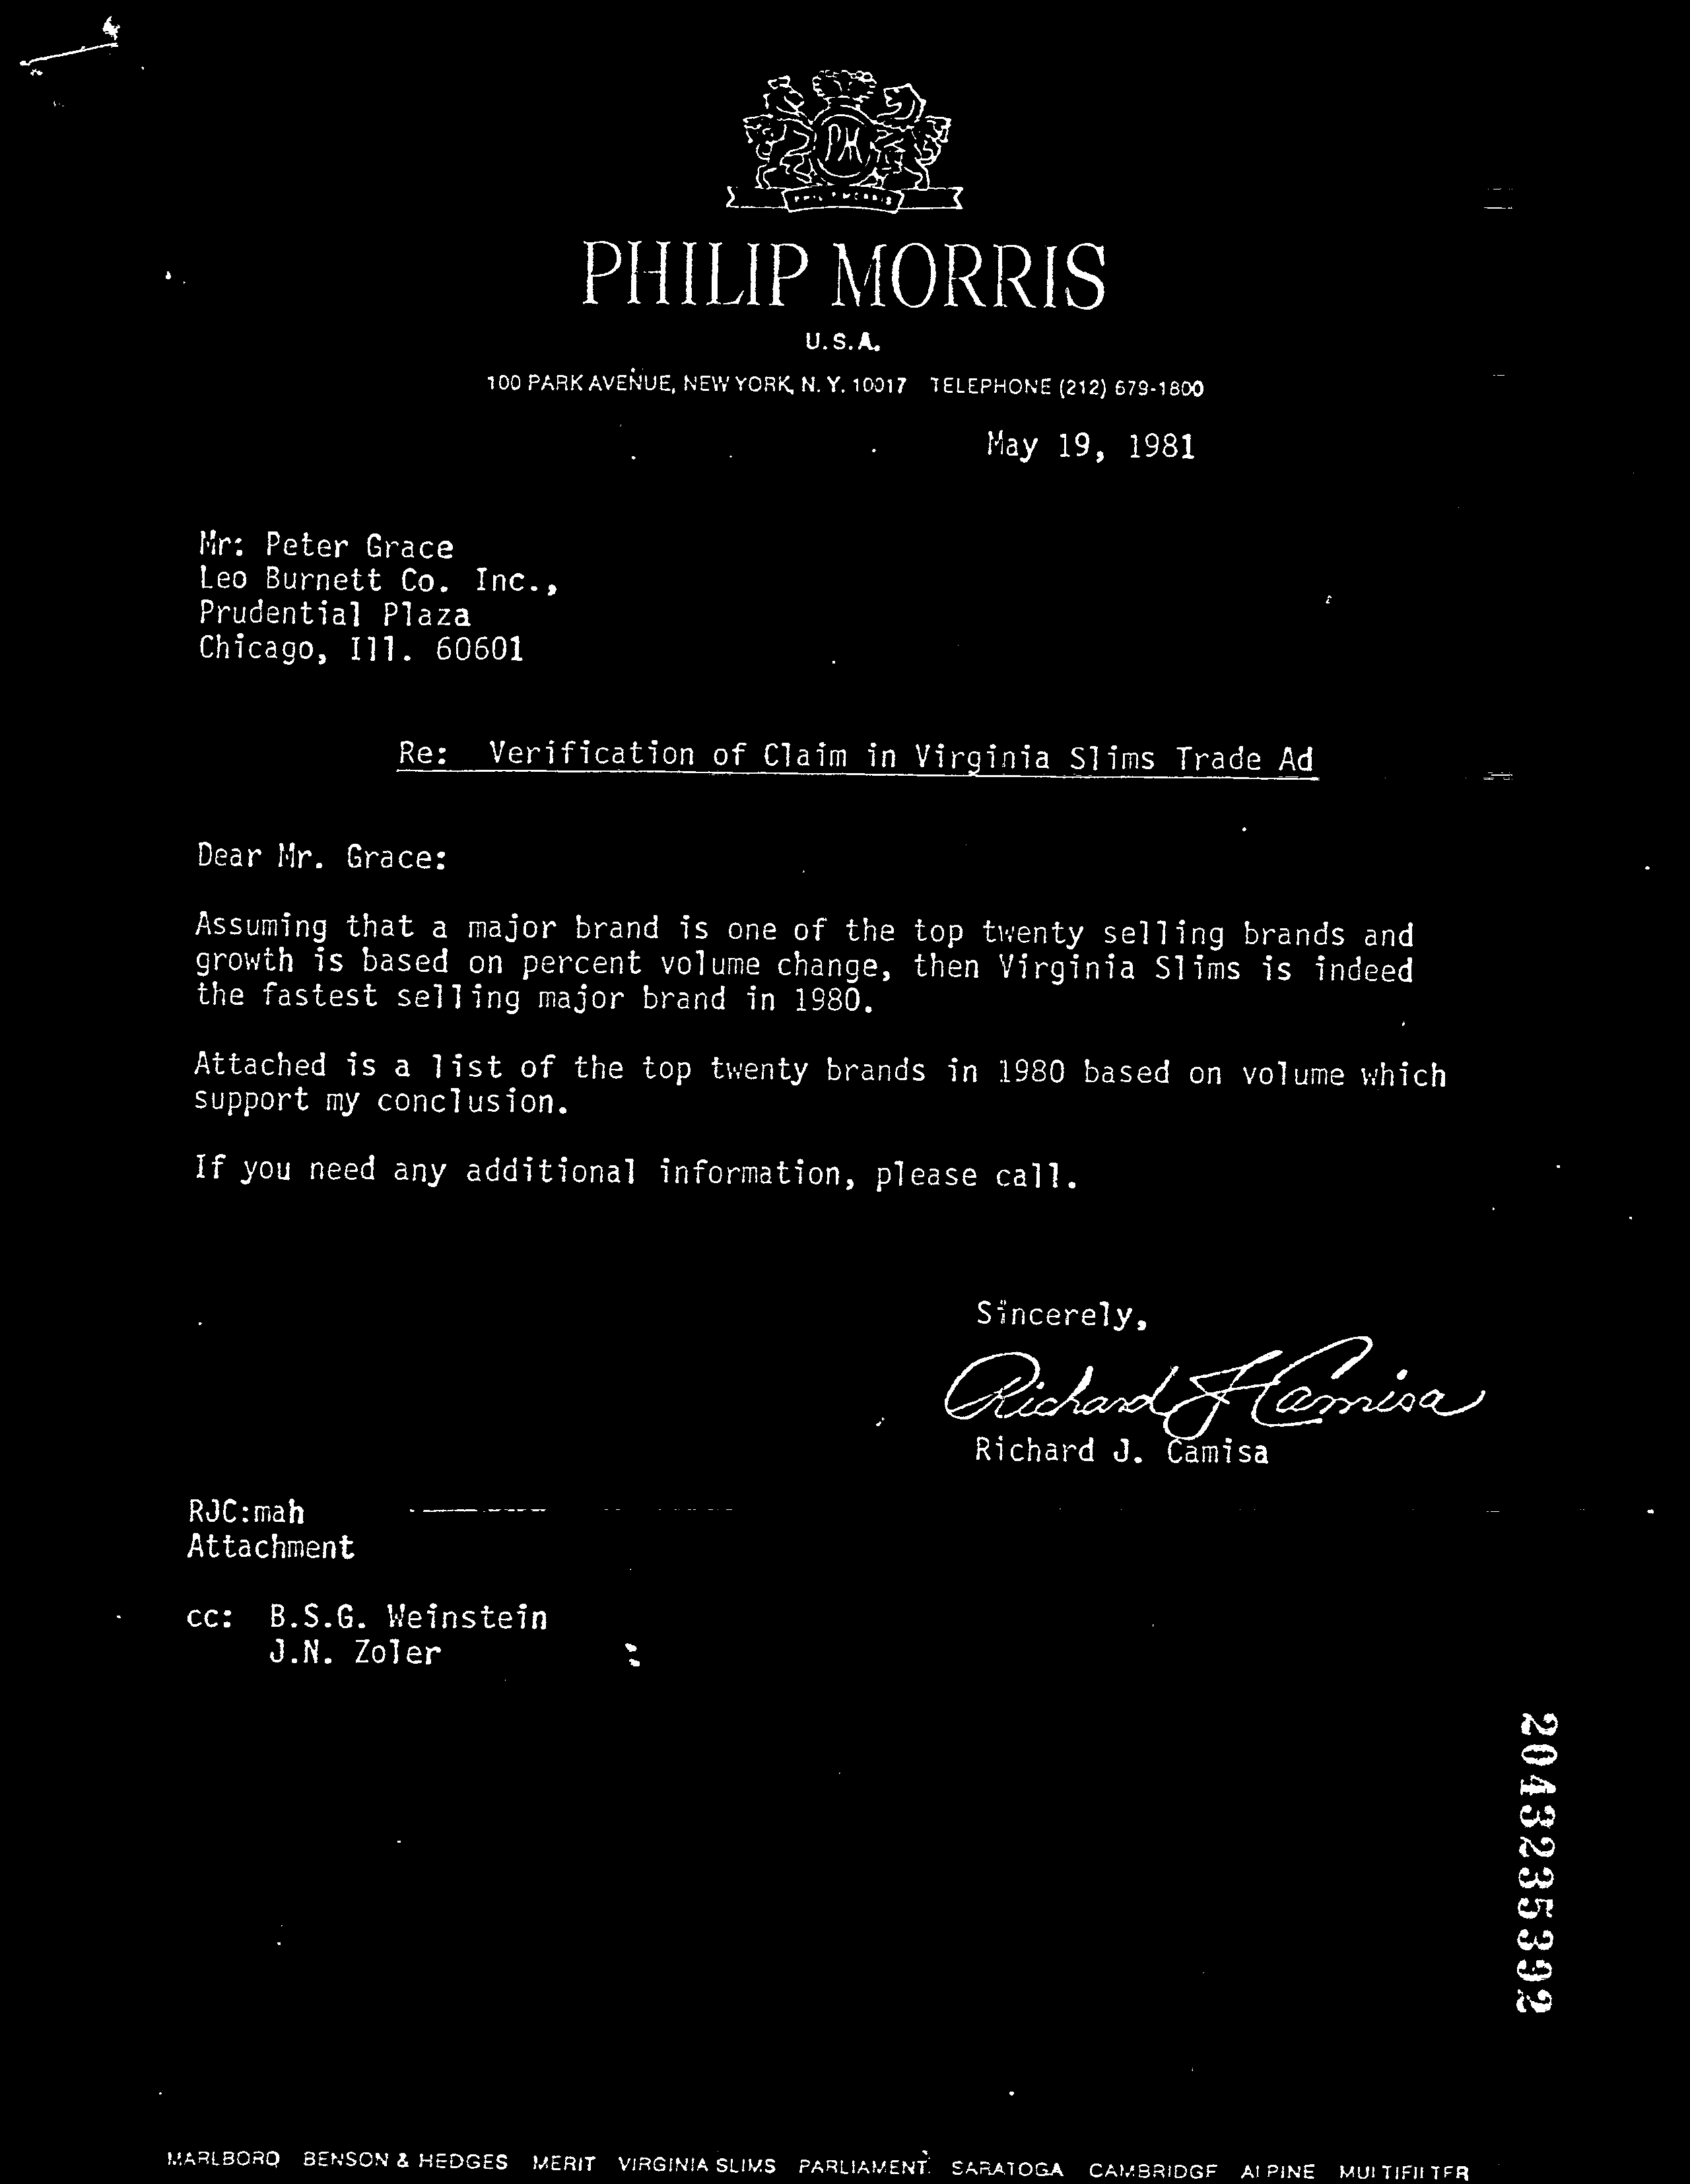 PM
PHILIP MORRIS
PHILIP MORRIS
U.S.A.
100 PARK AVENUE, NEW YORK, N.Y. 10017 TELEPHONE (212) 679-1800
May 19, 1981
Mr: Peter Grace
Leo Burnett Co. Inc.,
Prudential Plaza
Chicago, Ill. 60601
Re: Verification of Claim in Virginia Slims Trade Ad
Dear Mr. Grace:
Assuming that a major brand is one of the top twenty selling brands and
growth is based on percent volume change, then Virginia Slims is indeed
the fastest selling major brand in 1980.
Attached is a list of the top twenty brands in 1980 based on volume which
support my conclusion.
If you need any additional information, please call.
Sincerely,
Richard J Camisa
Richard J. Camisa
RJC:mah
Attachment
cc: B.S.G. Weinstein
J.N. Zoler
2043235392
MARLBORO BENSON & HEDGES MERIT VIRGINIA SLIMS PARLIAMENT SARATOGA CAMBRIDGE ALPINE MULTIFILTER